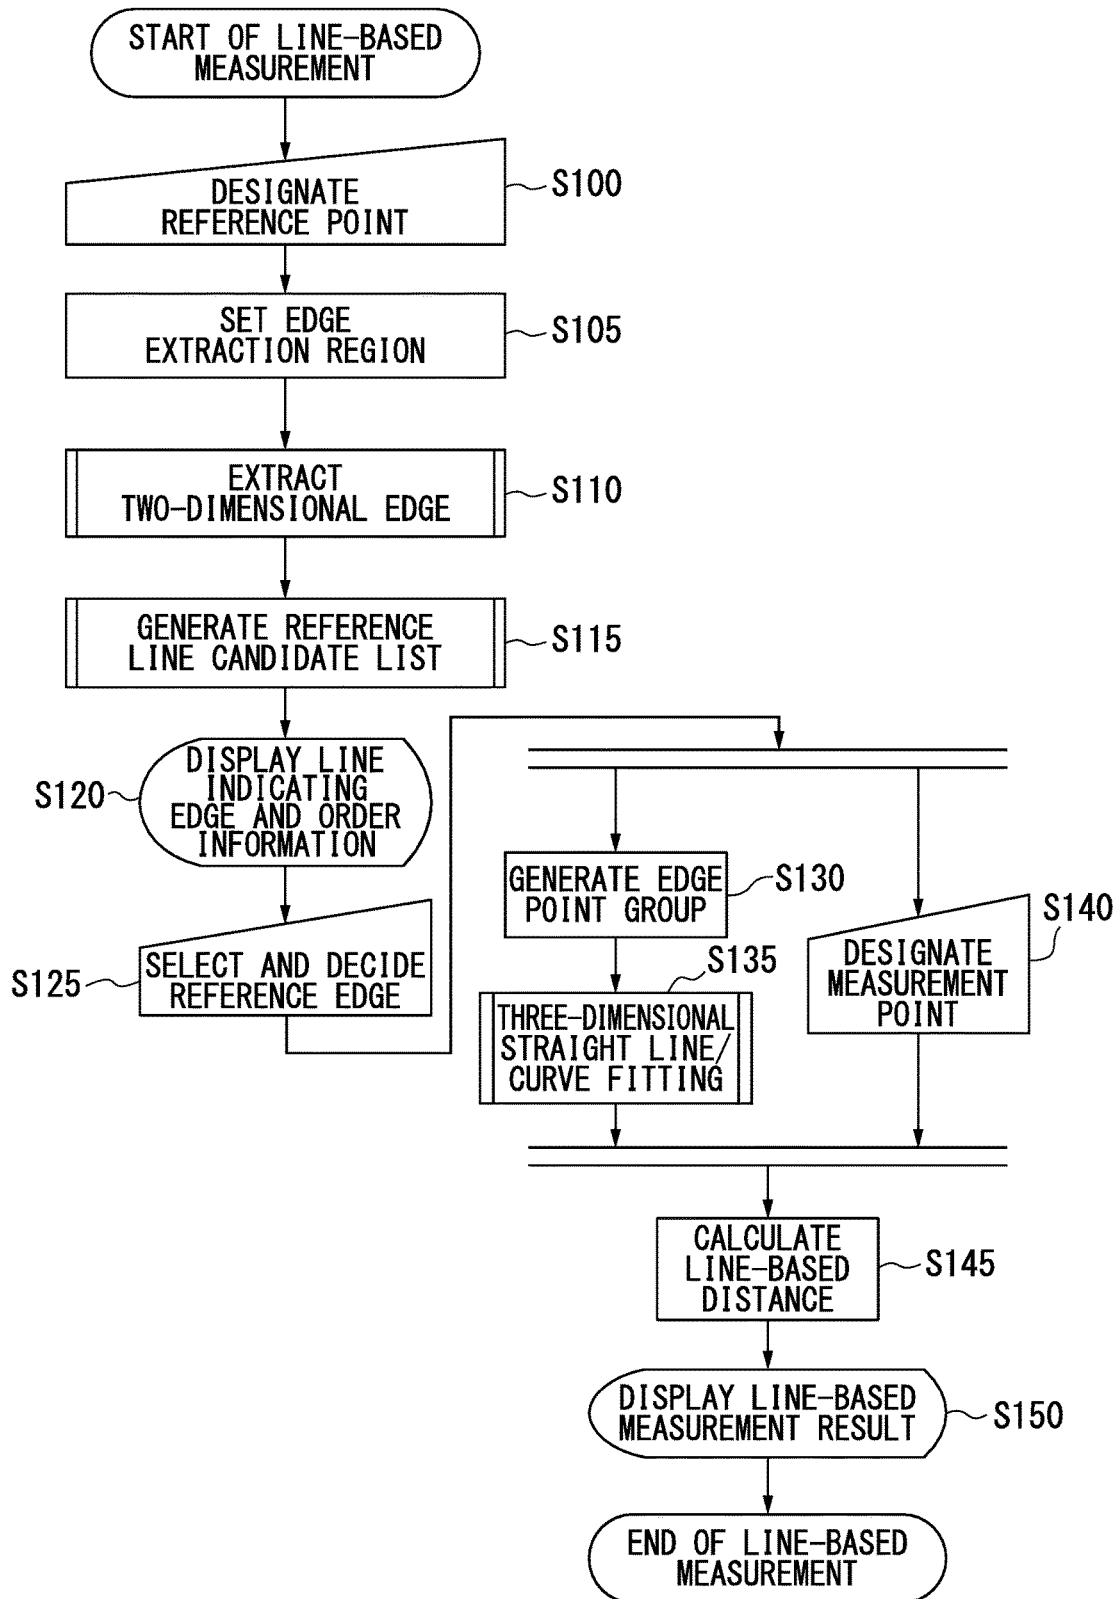 START OF LINE-BASED
MEASUREMENT
DESIGNATE
REFERENCE POINT
S100
SET EDGE
EXTRACTION REGION
S105
EXTRACT
TWO-DIMENSIONAL EDGE
S110
GENERATE REFERENCE
LINE CANDIDATE LIST
S115
DISPLAY LINE
INDICATING
EDGE AND ORDER
INFORMATION
S120
SELECT AND DECIDE
REFERENCE EDGE
S125
GENERATE EDGE
POINT GROUP
S130
THREE-DIMENSIONAL
STRAIGHT LINE/
CURVE FITTING
S135
DESIGNATE
MEASUREMENT
POINT
S140
CALCULATE
LINE-BASED
DISTANCE
S145
DISPLAY LINE-BASED
MEASUREMENT RESULT
S150
END OF LINE-BASED
MEASUREMENT